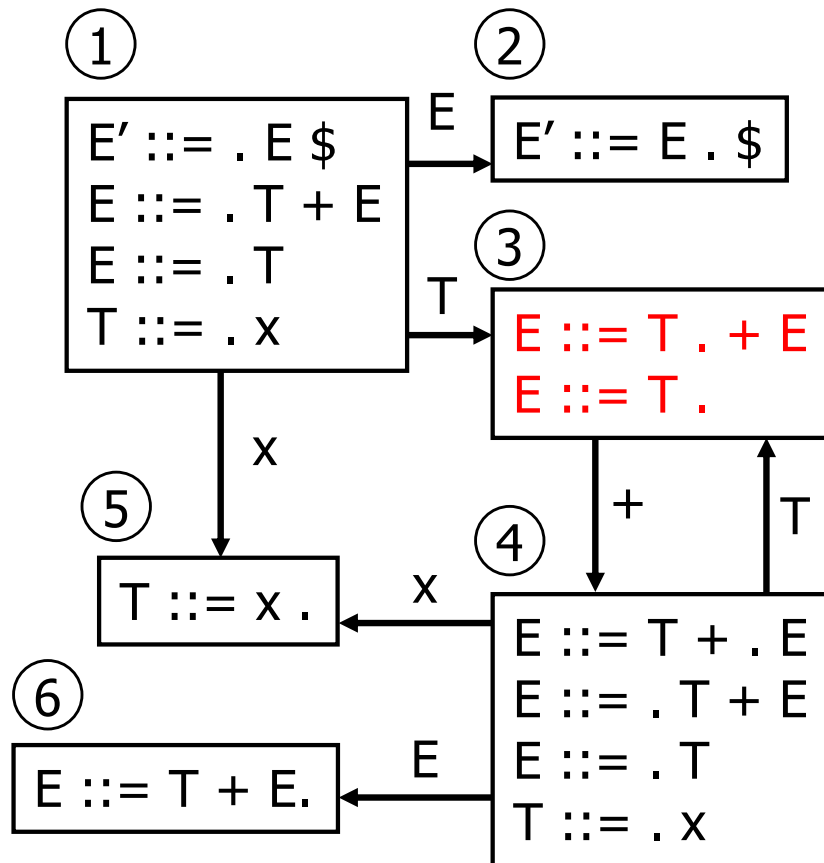 1
E′ ::= . E $
E ::= . T + E
E ::= . T
T ::= . x
E
2
E′ ::= E . $
T
3
E ::= T . + E
E ::= T .
x
+
T
5
T ::= x .
x
4
E ::= T + . E
E ::= . T + E
E ::= . T
T ::= . x
6
E ::= T + E.
E